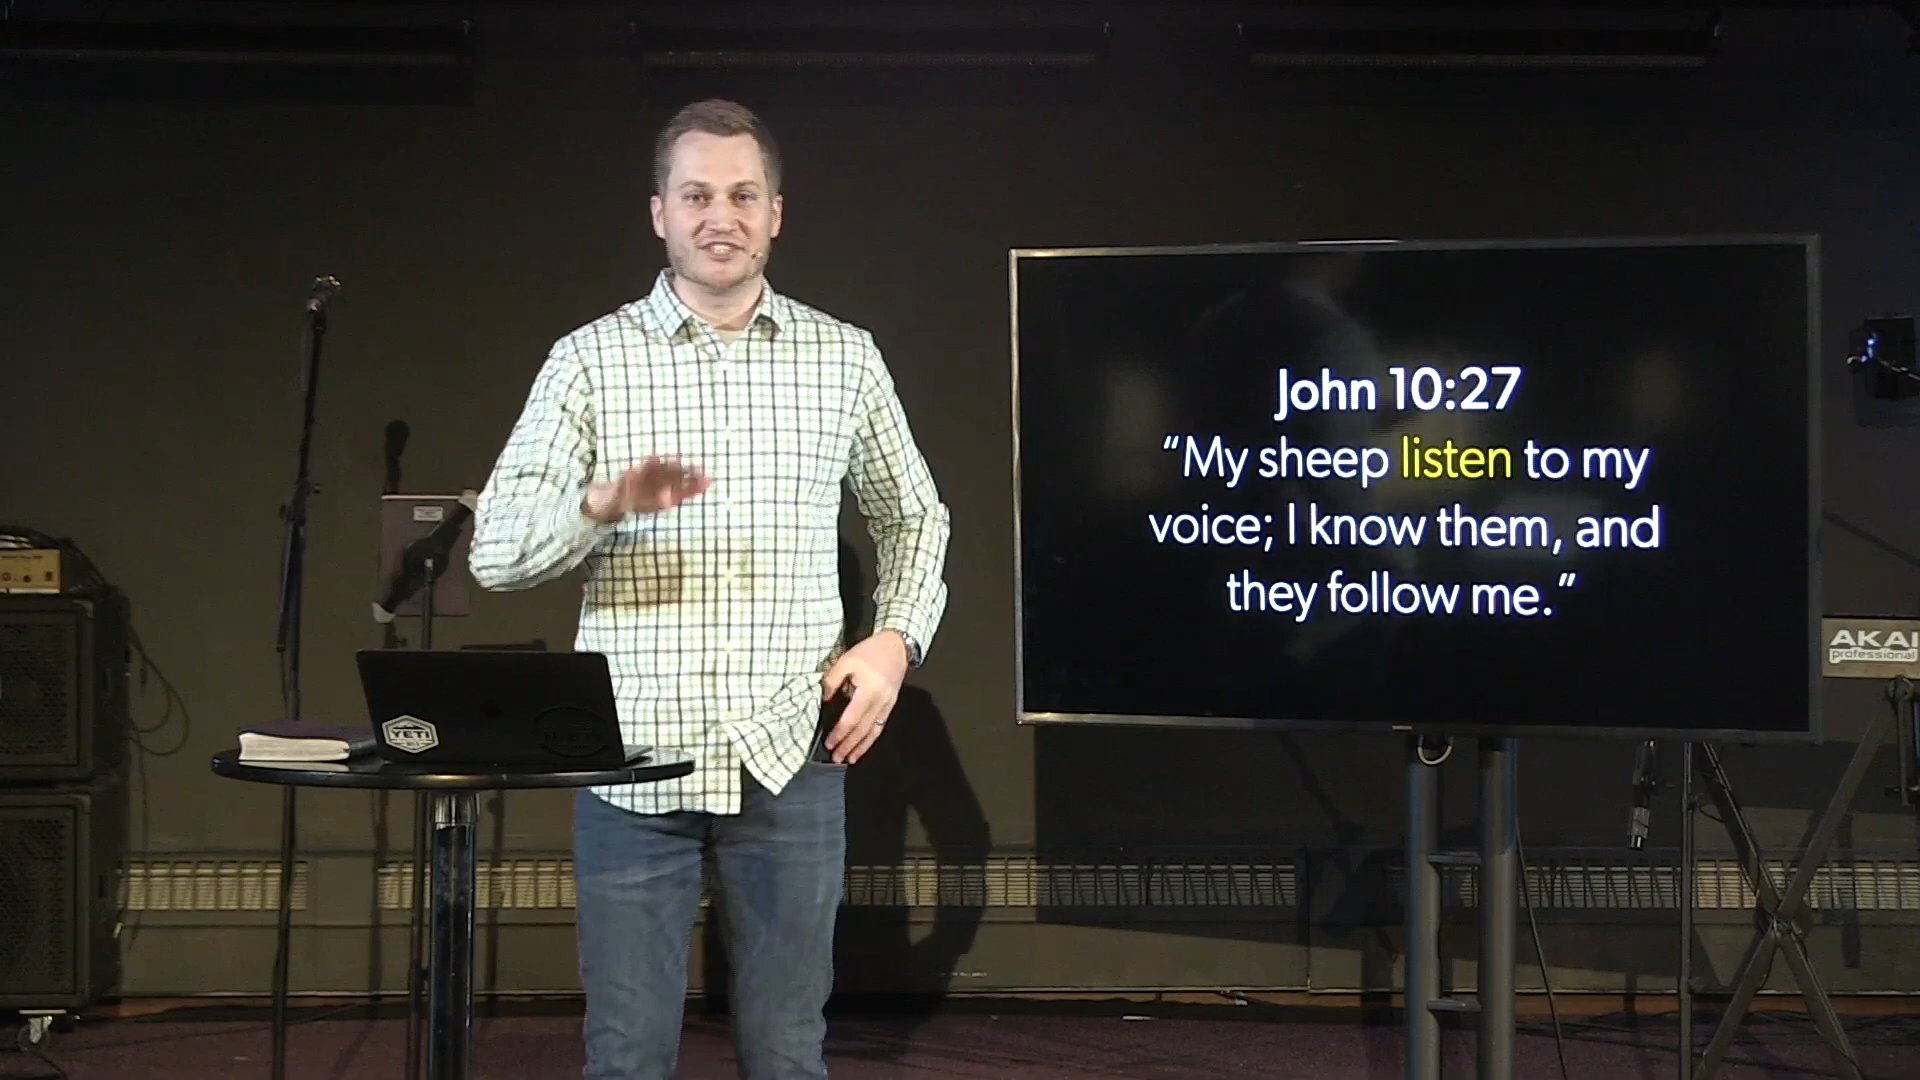 John 10:27
“My sheep listen to my
voice; I know them, and
they follow me.”
AKAI
professional
YETI